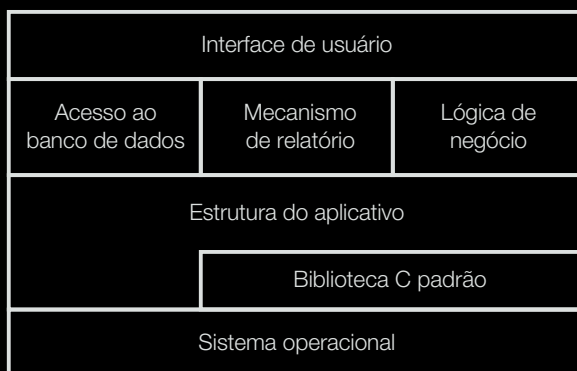 Interface de usuário
Acesso ao
banco de dados
Mecanismo
de relatório
Lógica de
negócio
Estrutura do aplicativo
Biblioteca C padrão
Sistema operacional